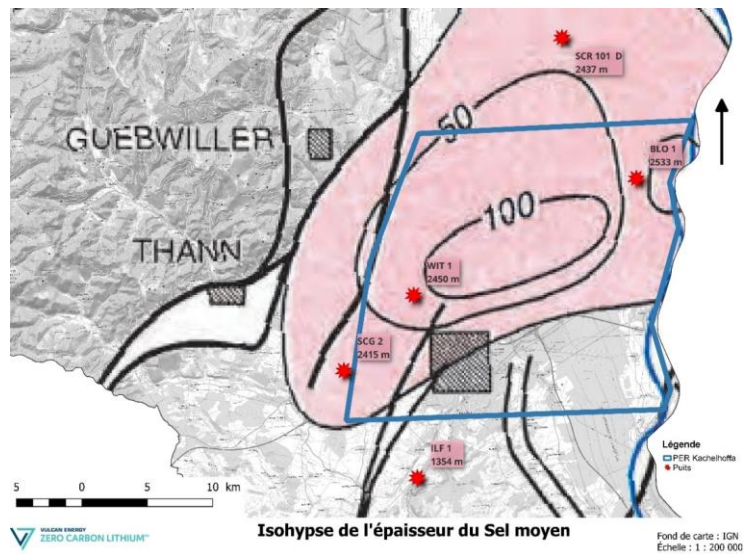 SCR 101 D
2437 m
50
GUEBWILLER
BLO 1
2533 m
100
THANN
WIT 1
2450 m
SCG 2
2415 m
ILF 1
1354 m
Légende
PER Kachelhoffa
Puits
5 0 5 10 km
VULCAN ENERGY
ZERO CARBON LITHIUM™
Isohypse de l'épaisseur du Sel moyen
Fond de carte : IGN
Échelle : 1 : 200 000